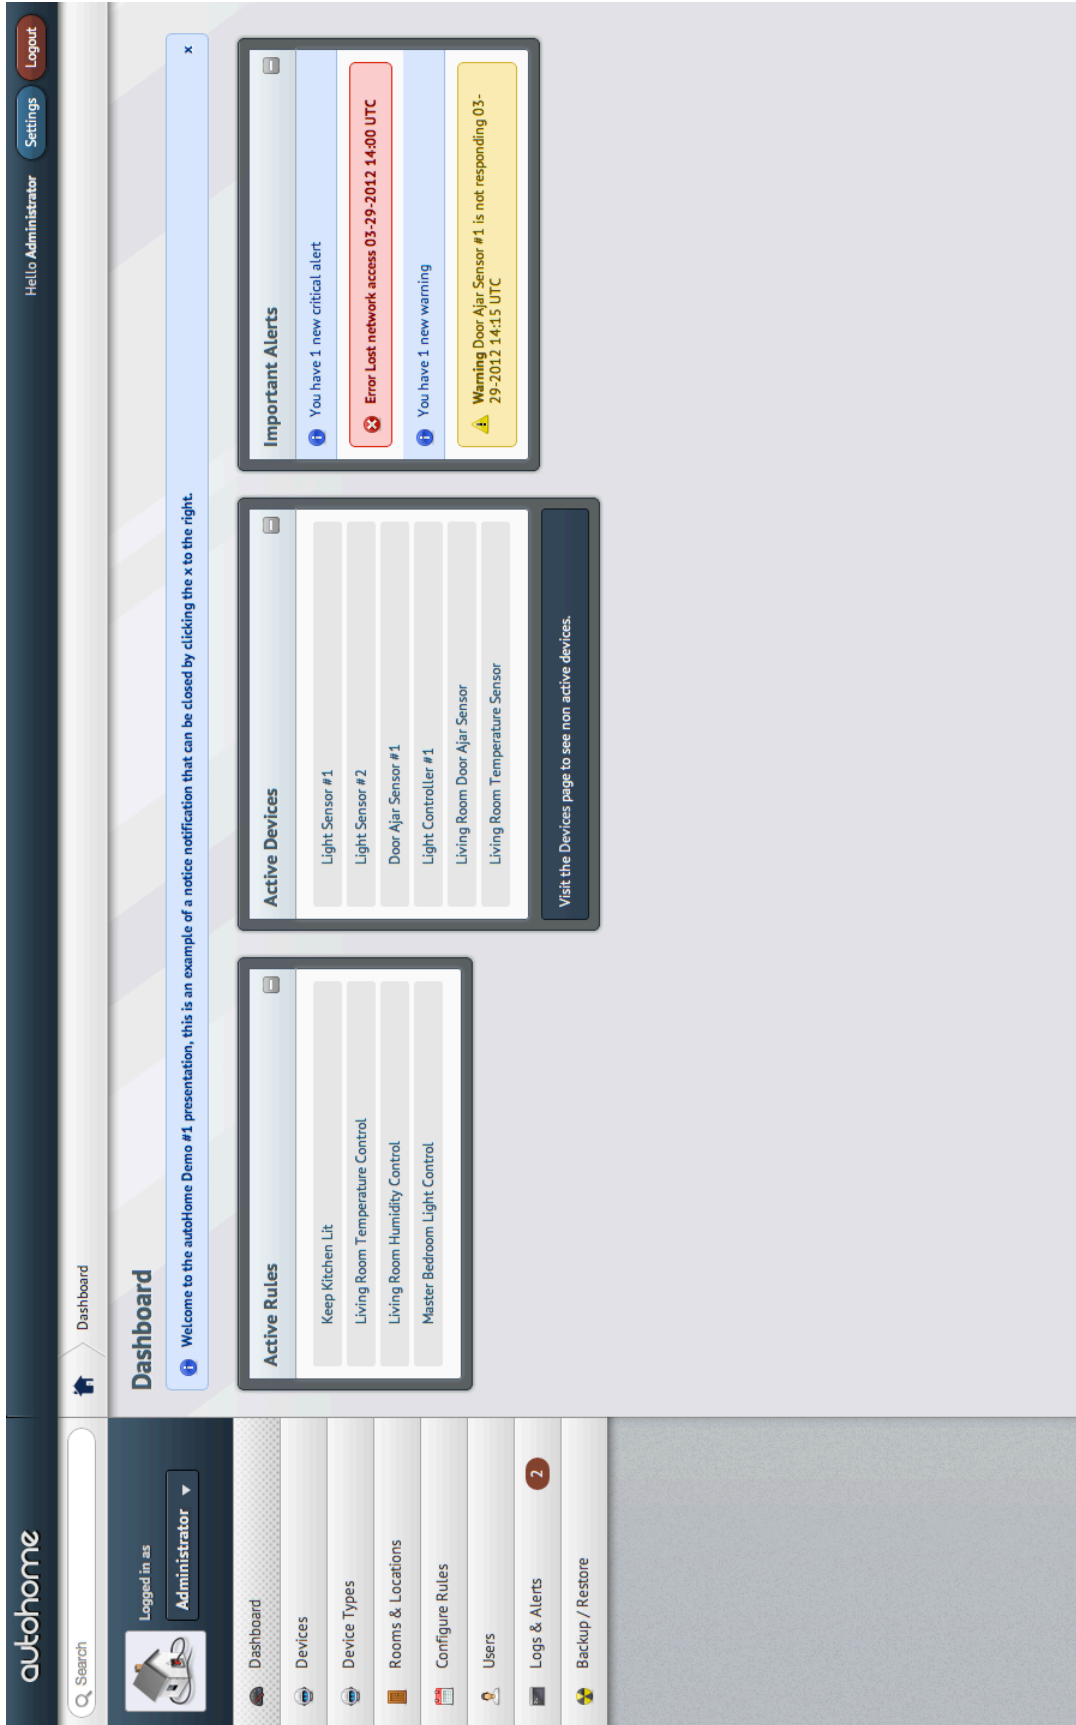 autohome
Hello Administrator
Settings
Logout
Search
Dashboard
Logged in as
Administrator
Dashboard
Devices
Device Types
Rooms & Locations
Configure Rules
Users
Logs & Alerts
2
Backup / Restore
Dashboard
Welcome to the autoHome Demo #1 presentation, this is an example of a notice notification that can be closed by clicking the x to the right.
x
Active Rules
Keep Kitchen Lit
Living Room Temperature Control
Living Room Humidity Control
Master Bedroom Light Control
Active Devices
Light Sensor #1
Light Sensor #2
Door Ajar Sensor #1
Light Controller #1
Living Room Door Ajar Sensor
Living Room Temperature Sensor
Visit the Devices page to see non active devices.
Important Alerts
You have 1 new critical alert
Error Lost network access 03-29-2012 14:00 UTC
You have 1 new warning
Warning Door Ajar Sensor #1 is not responding 03-
29-2012 14:15 UTC